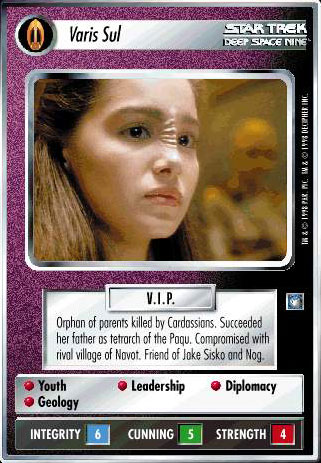 Varis Sul
STAR TREK
DEEP SPACE NINE
TM & © 1998 PAR. PIC. TM & © 1998 DECIPHER INC.
V.I.P.
Orphan of parents killed by Cardassians. Succeeded
her father as tetrarch of the Paqu. Compromised with
rival village of Navot. Friend of Jake Sisko and Nog.
Youth Leadership Diplomacy
Geology
INTEGRITY 6 CUNNING 5 STRENGTH 4